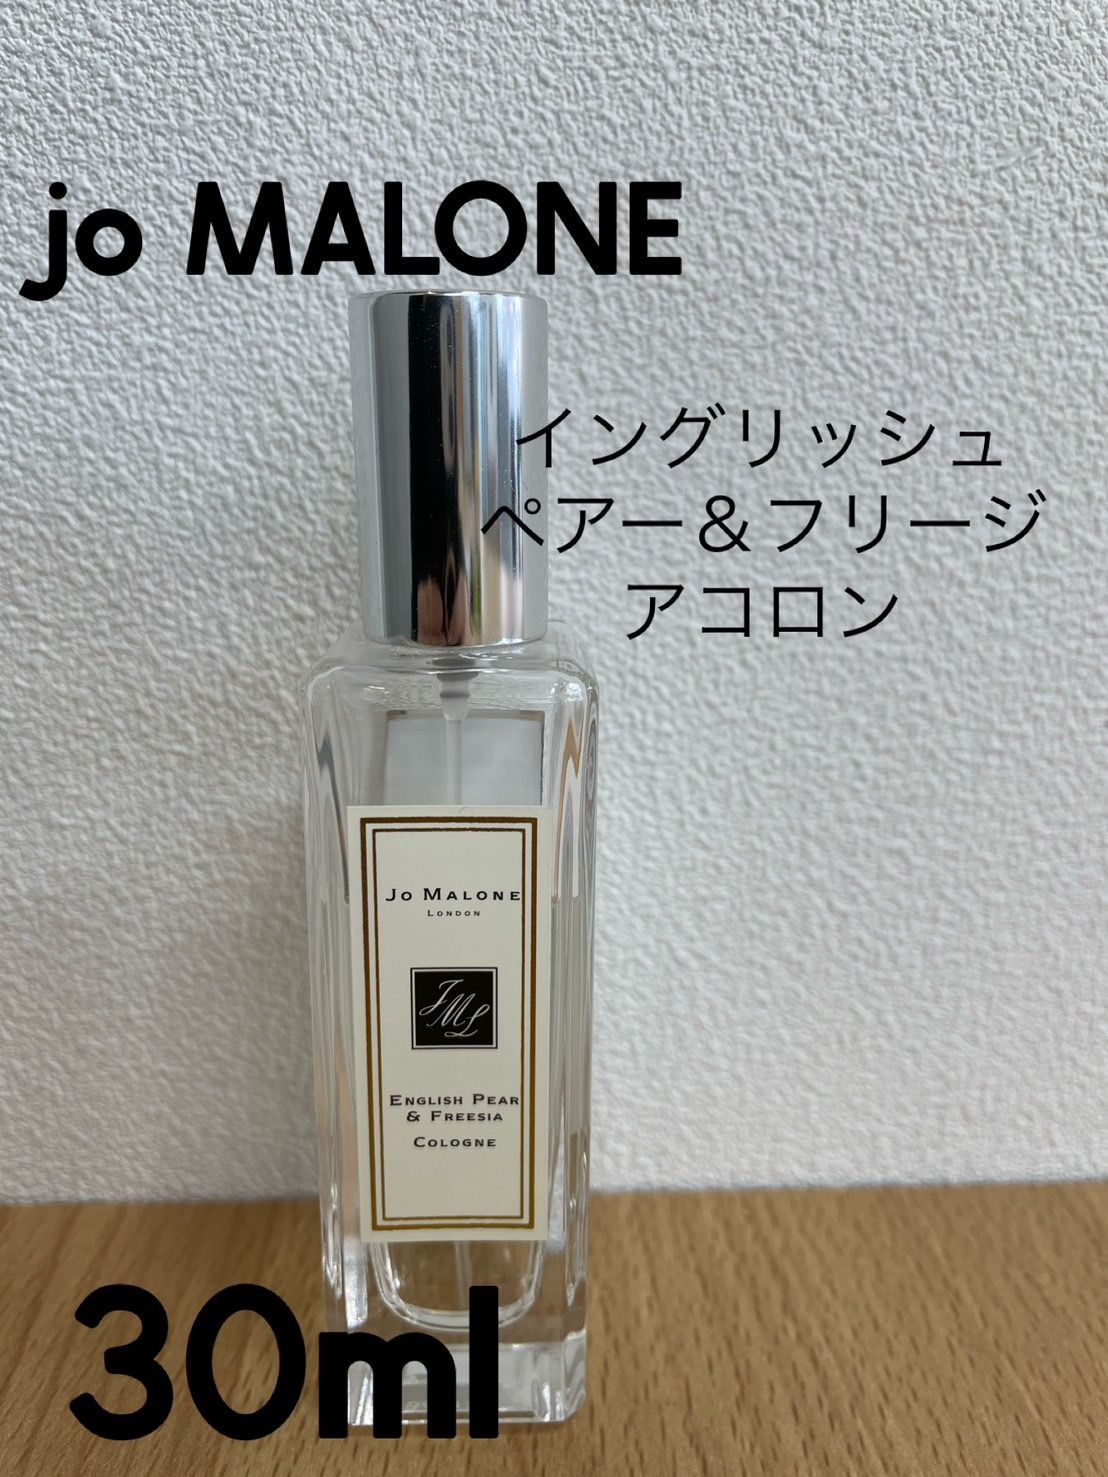 jo MALONE
イングリッシュ
ペアー＆フリージ
アコロン
JO MALONE
LONDON
JML
ENGLISH PEAR
& FREESIA
COLOGNE
30ml